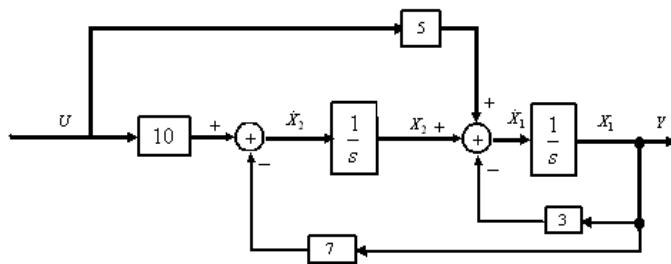 5
U
10
+
+
Ẋ₂
1
s
X₂
+
+
+
Ẋ₁
1
s
X₁
Y
−
−
3
7